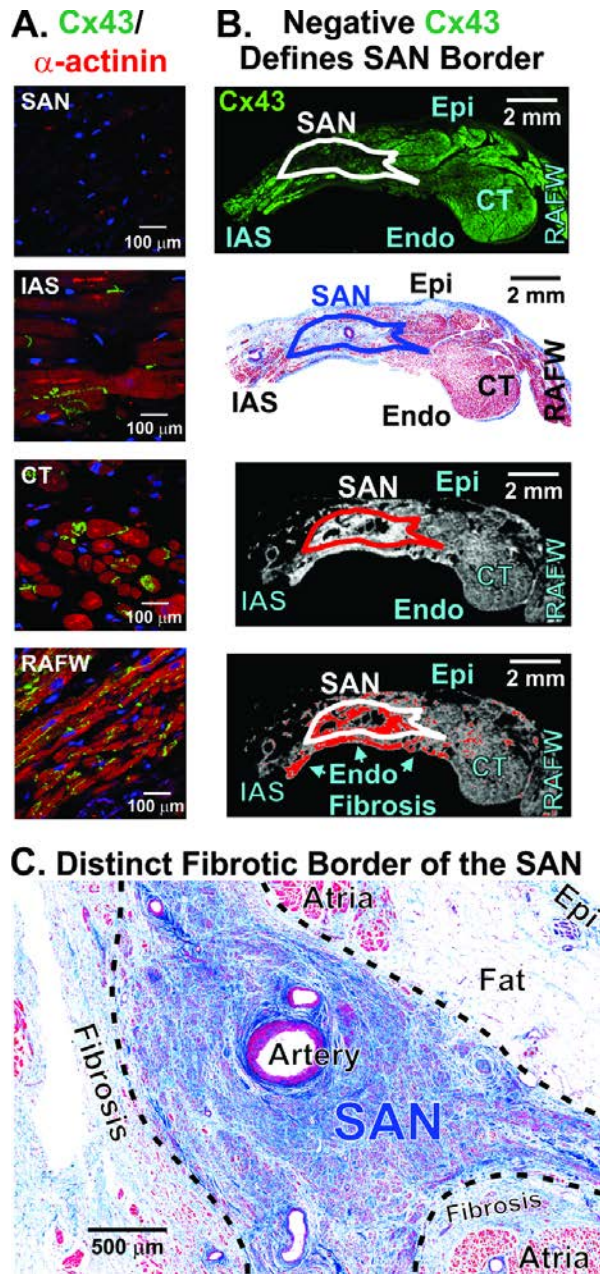 A. Cx43/
α-actinin
SAN
100 μm
IAS
100 μm
CT
100 μm
RAFW
100 μm
B. Negative Cx43
Defines SAN Border
Cx43
SAN
Epi
2 mm
IAS
Endo
CT
RAFW
SAN
Epi
2 mm
IAS
Endo
CT
RAFW
SAN
Epi
2 mm
IAS
Endo
CT
RAFW
SAN
Epi
2 mm
IAS
Endo
Fibrosis
CT
RAFW
C. Distinct Fibrotic Border of the SAN
Atria
Epi
Fat
Fibrosis
Artery
SAN
500 μm
Fibrosis
Atria